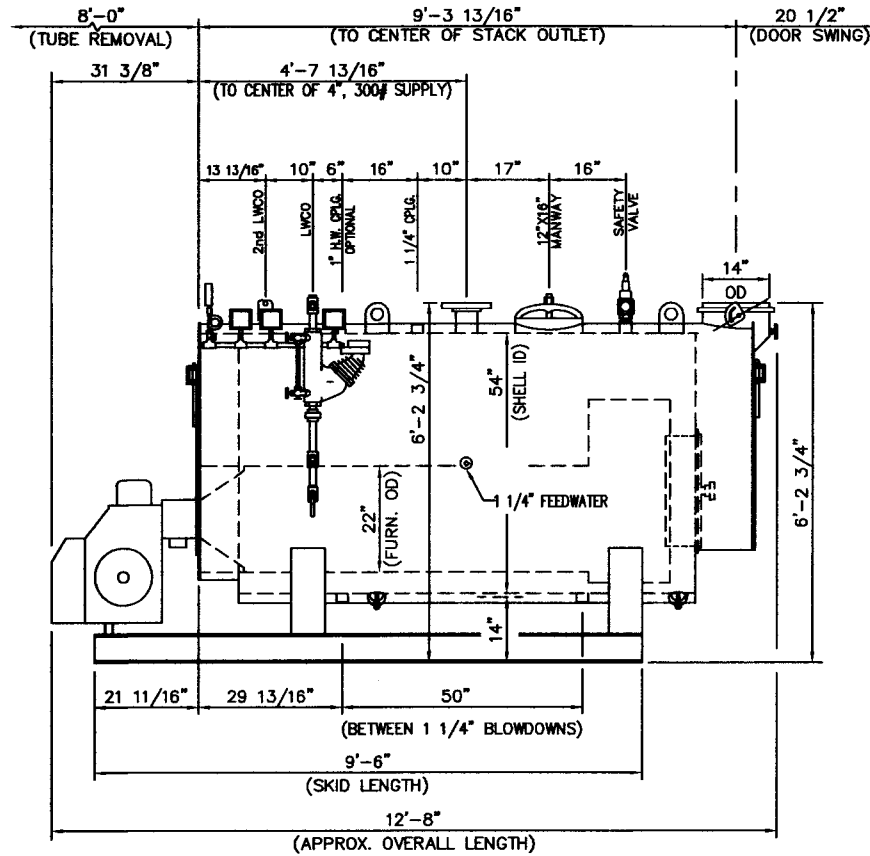 8'-0" 9'-3 13/16" 20 1/2"
(TUBE REMOVAL) (TO CENTER OF STACK OUTLET) (DOOR SWING)
31 3/8" 4'-7 13/16"
(TO CENTER OF 4", 300# SUPPLY)
13 13/16" 10" 6" 16" 10" 17" 16"
2nd LWCO
LWCO
1" H.W. CPLG.
OPTIONAL
1 1/4" CPLG.
12"X16"
MANWAY
SAFETY
VALVE
14"
OD
6'-2 3/4"
54"
(SHELL ID)
6'-2 3/4"
1 1/4" FEEDWATER
22"
(FURN. OD)
14"
21 11/16" 29 13/16" 50"
(BETWEEN 1 1/4" BLOWDOWNS)
9'-6"
(SKID LENGTH)
12'-8"
(APPROX. OVERALL LENGTH)